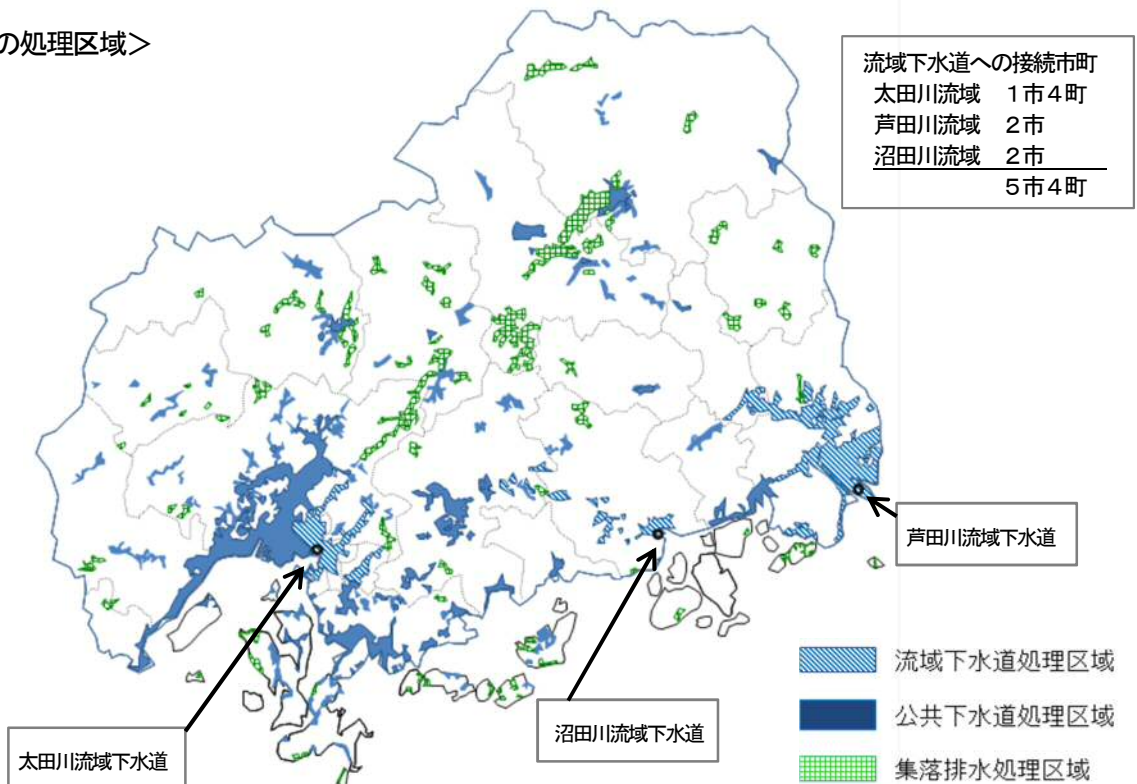 の処理区域＞
流域下水道への接続市町
太田川流域　１市４町
芦田川流域　２市
沼田川流域　２市
５市４町
芦田川流域下水道
沼田川流域下水道
太田川流域下水道
流域下水道処理区域
公共下水道処理区域
集落排水処理区域